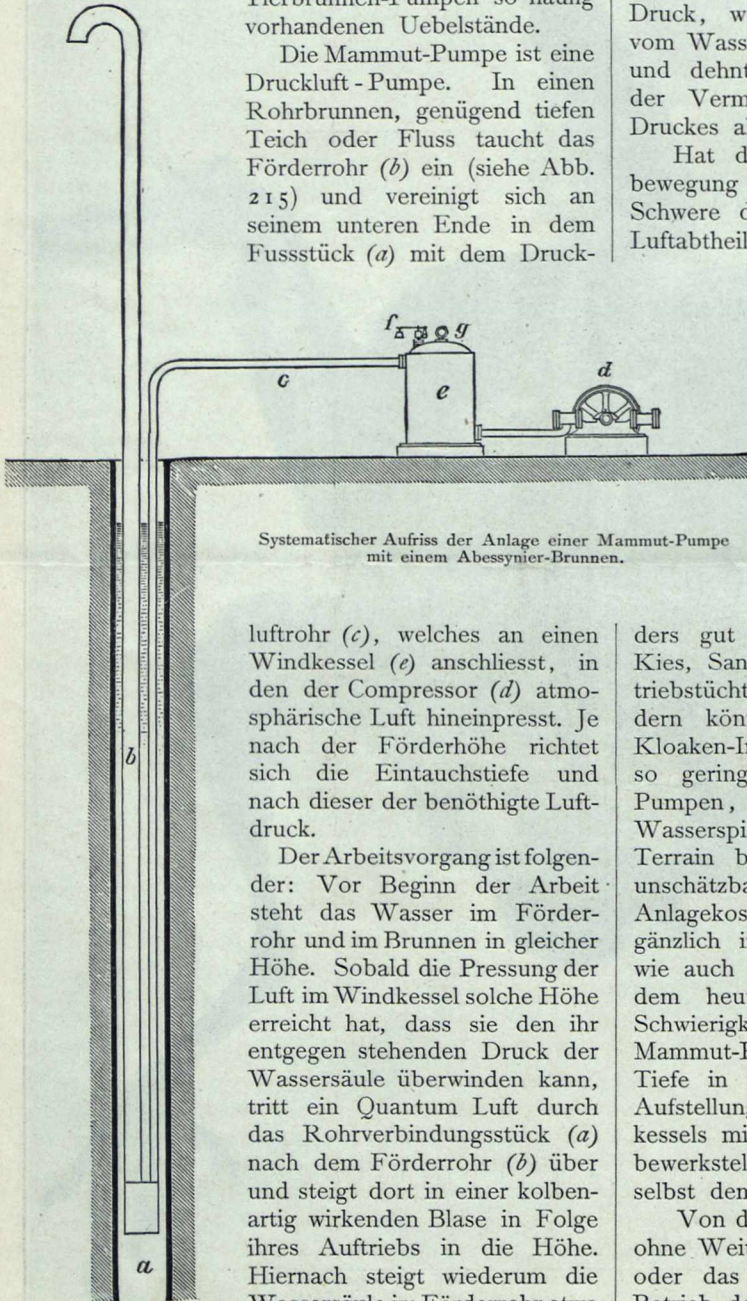 vorhandenen Uebelstände.
Die Mammut-Pumpe ist eine
Druckluft-Pumpe. In einen
Rohrbrunnen, genügend tiefen
Teich oder Fluss taucht das
Förderrohr (b) ein (siehe Abb.
215) und vereinigt sich an
seinem unteren Ende in dem
Fussstück (a) mit dem Druck-
f g
e
d
c
Systematischer Aufriss der Anlage einer Mammut-Pumpe
mit einem Abessynier-Brunnen.
b
a
luftrohr (c), welches an einen
Windkessel (e) anschliesst, in
den der Compressor (d) atmo-
sphärische Luft hineinpresst. Je
nach der Förderhöhe richtet
sich die Eintauchstiefe und
nach dieser der benöthigte Luft-
druck.
Der Arbeitsvorgang ist folgen-
der: Vor Beginn der Arbeit
steht das Wasser im Förder-
rohr und im Brunnen in gleicher
Höhe. Sobald die Pressung der
Luft im Windkessel solche Höhe
erreicht hat, dass sie den ihr
entgegen stehenden Druck der
Wassersäule überwinden kann,
tritt ein Quantum Luft durch
das Rohrverbindungsstück (a)
nach dem Förderrohr (b) über
und steigt dort in einer kolben-
artig wirkenden Blase in Folge
ihres Auftriebs in die Höhe.
Hiernach steigt wiederum die
Druck, w
vom Wass
und dehnt
der Verm
Druckes a
Hat d
bewegung
Schwere
Luftabtheil
ders gut
Kies, San
triebstücht
dern kön
Kloaken-I
so gering
Pumpen,
Wasserspi
Terrain b
unschätzba
Anlagekos
gänzlich i
wie auch
dem heu
Schwierigk
Mammut-
Tiefe in
Aufstellun
kessels mi
bewerkstel
selbst den
Von d
ohne Weit
oder das